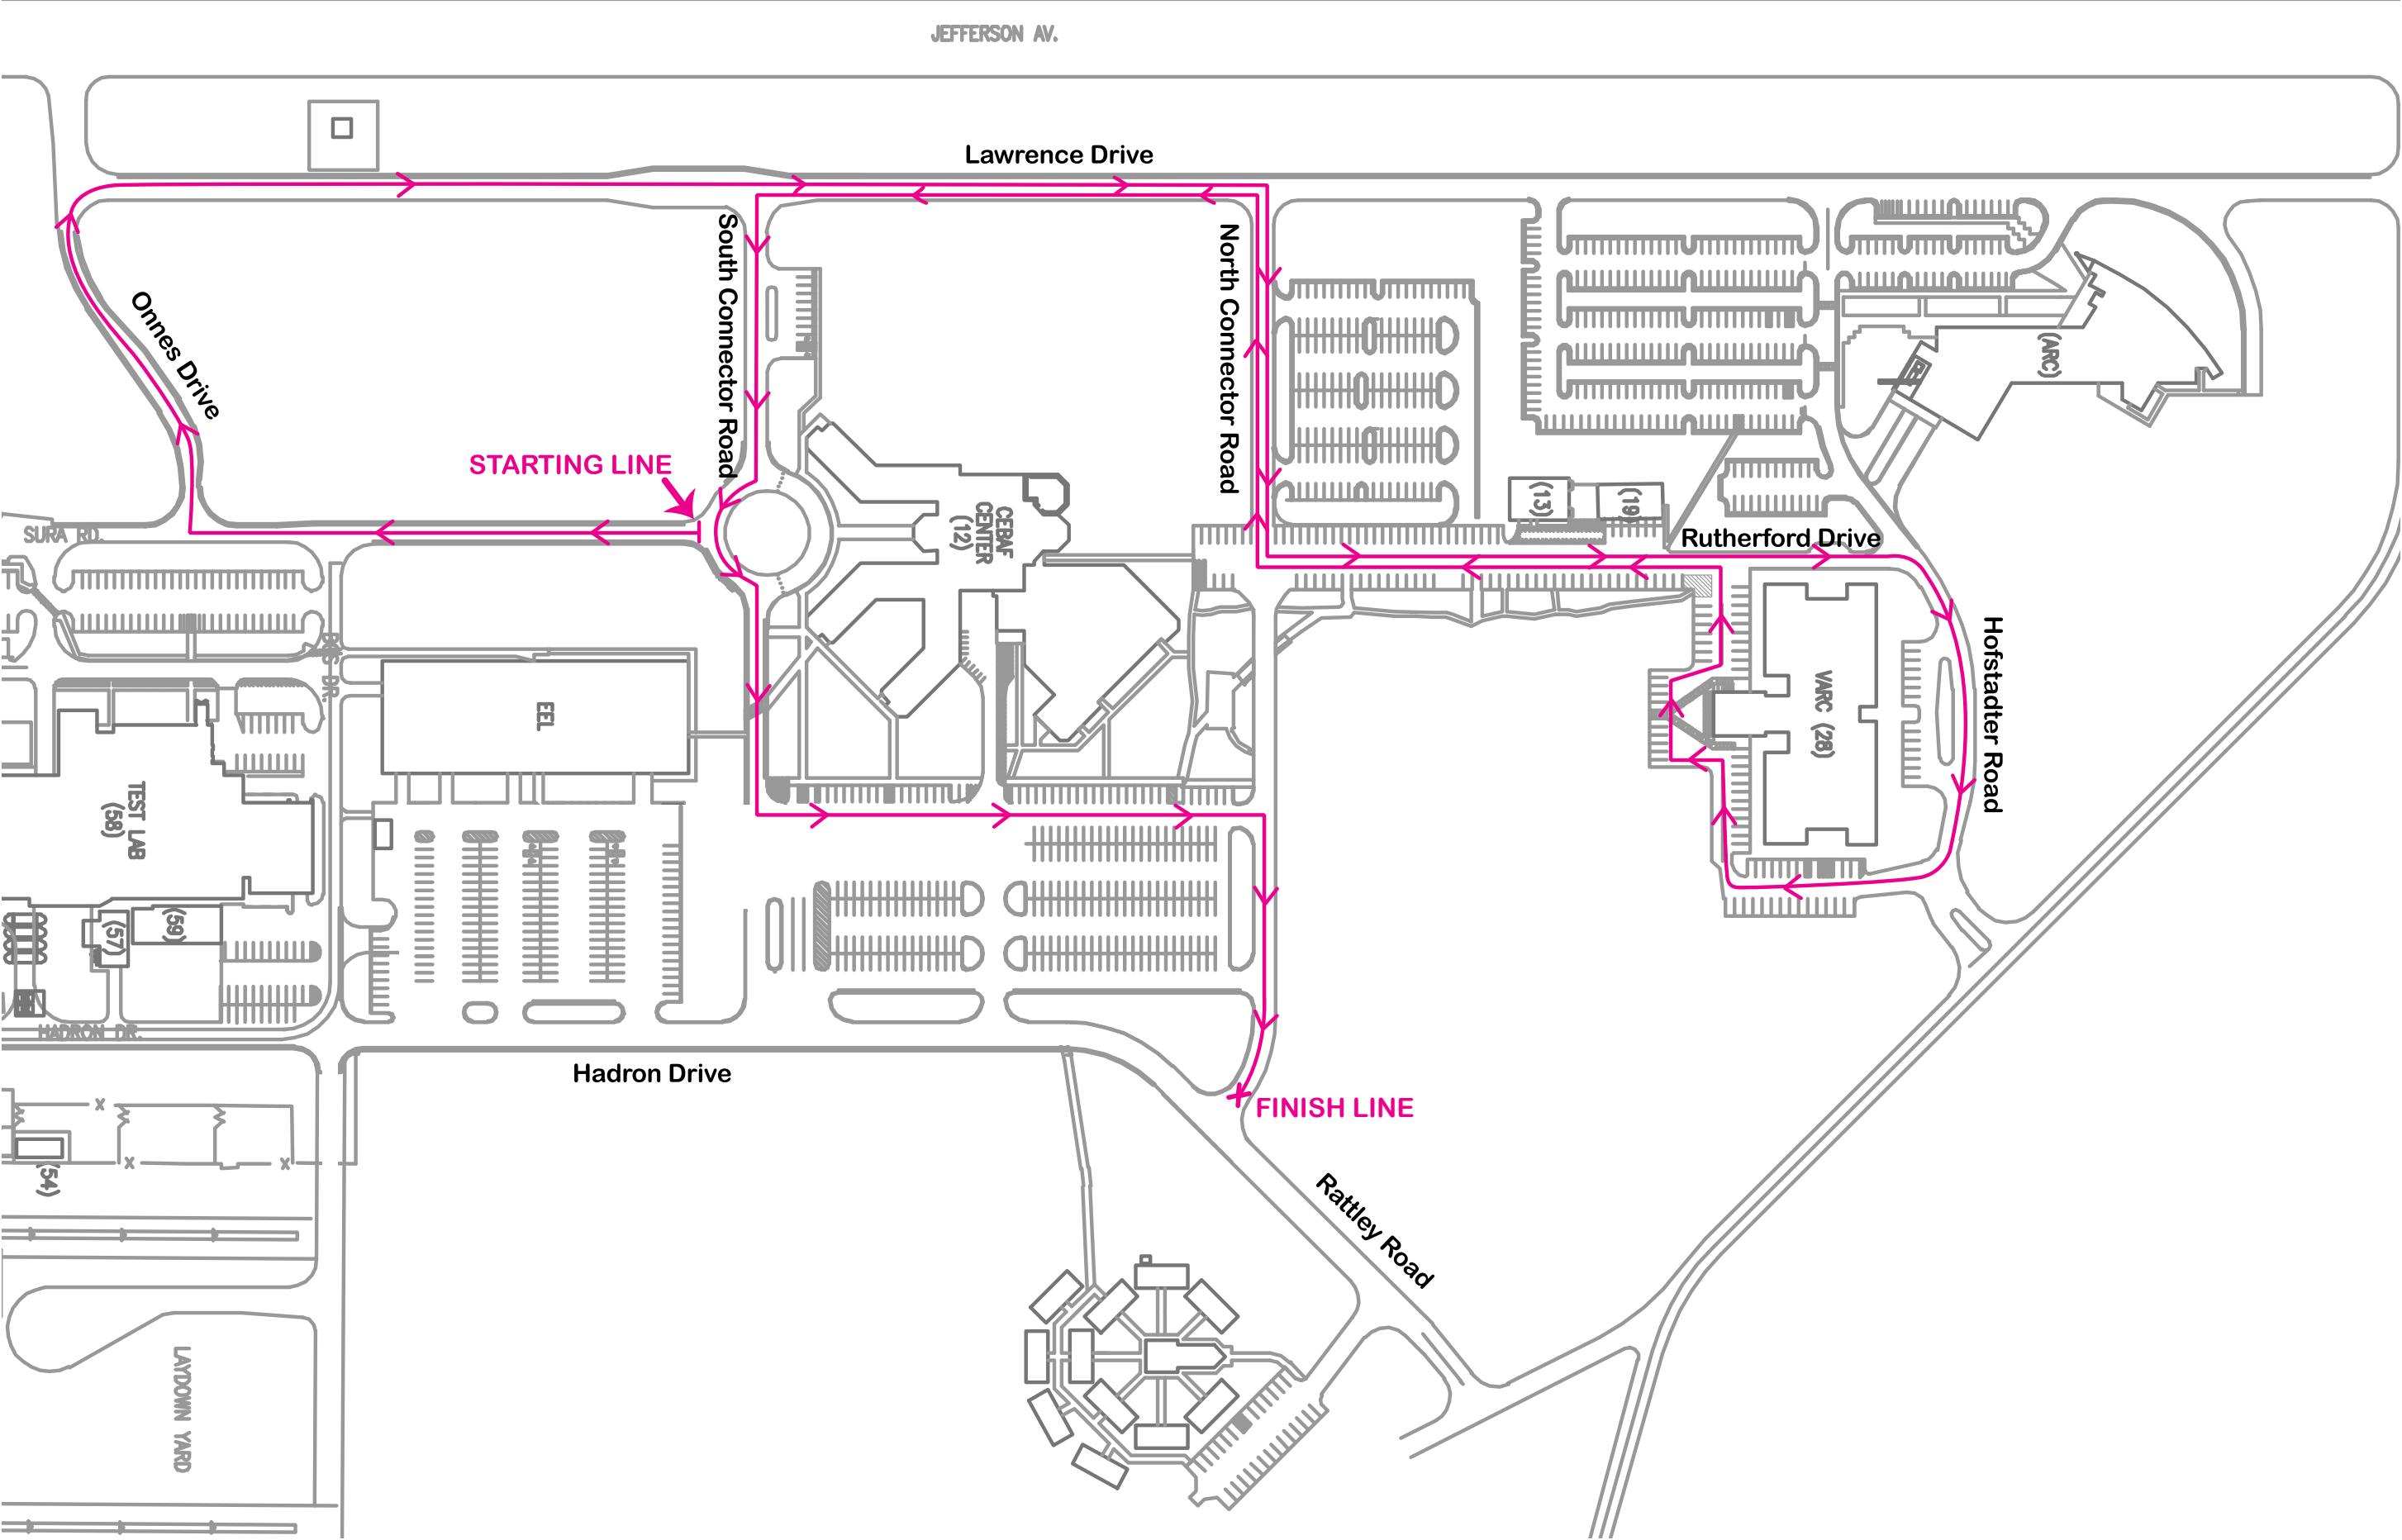 JEFFERSON AV.
Lawrence Drive
South Connector Road
North Connector Road
Onnes Drive
STARTING LINE
(ARC)
CEBAF
CENTER
(12)
(13)
(19)
SURA RD.
Rutherford Drive
Hofstadter Road
VARC (28)
EEL
TEST LAB
(58)
(57)
(59)
HADRON DR.
Hadron Drive
FINISH LINE
(54)
Rattley Road
LAYDOWN YARD